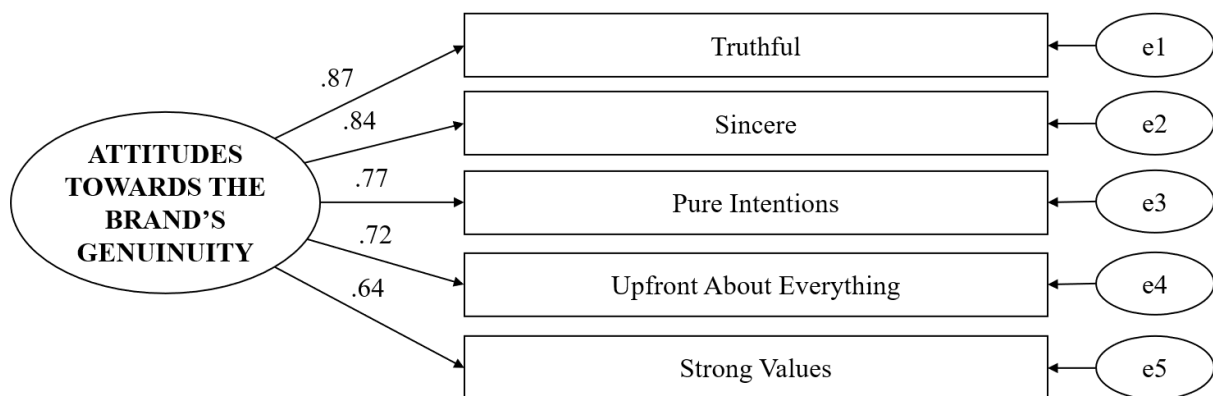 Truthful
e1
.87
.84
Sincere
e2
ATTITUDES
TOWARDS THE
BRAND’S
GENUINUITY
.77
Pure Intentions
e3
.72
Upfront About Everything
e4
.64
Strong Values
e5